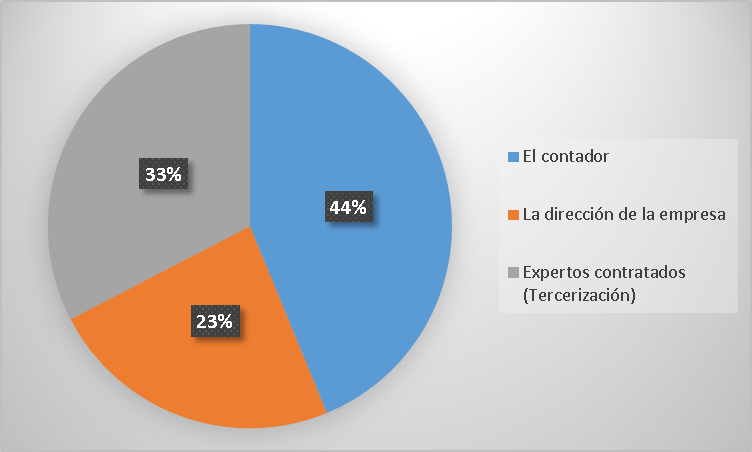 33%
44%
23%
El contador
La dirección de la empresa
Expertos contratados
(Tercerización)